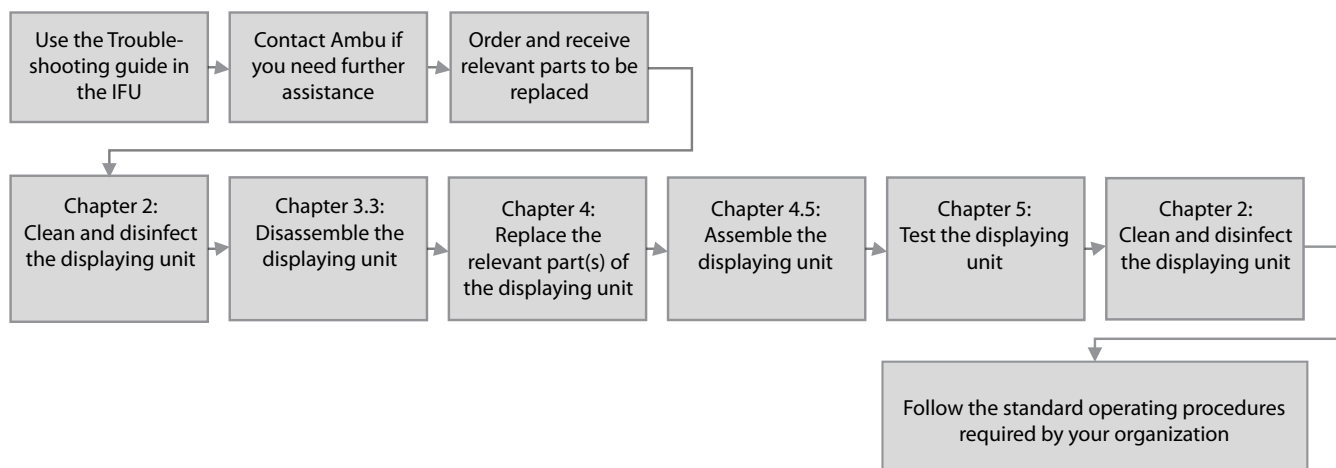 Use the Trouble-
shooting guide in
the IFU
Contact Ambu if
you need further
assistance
Order and receive
relevant parts to be
replaced
Chapter 2:
Clean and disinfect
the displaying unit
Chapter 3.3:
Disassemble the
displaying unit
Chapter 4:
Replace the
relevant part(s) of
the displaying unit
Chapter 4.5:
Assemble the
displaying unit
Chapter 5:
Test the displaying
unit
Chapter 2:
Clean and disinfect
the displaying unit
Follow the standard operating procedures
required by your organization